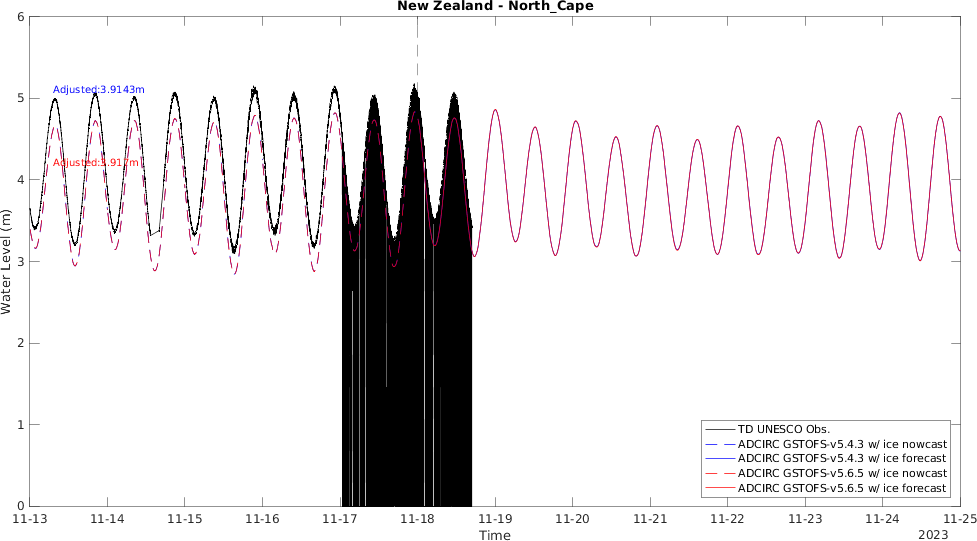 New Zealand - North_Cape
6
5
4
3
2
1
0
Water Level (m)
Adjusted:3.9143m
Adjusted:3.917m
TD UNESCO Obs.
ADCIRC GSTOFS-v5.4.3 w/ ice nowcast
ADCIRC GSTOFS-v5.4.3 w/ ice forecast
ADCIRC GSTOFS-v5.6.5 w/ ice nowcast
ADCIRC GSTOFS-v5.6.5 w/ ice forecast
11-13 11-14 11-15 11-16 11-17 11-18 11-19 11-20 11-21 11-22 11-23 11-24 11-25
Time
2023